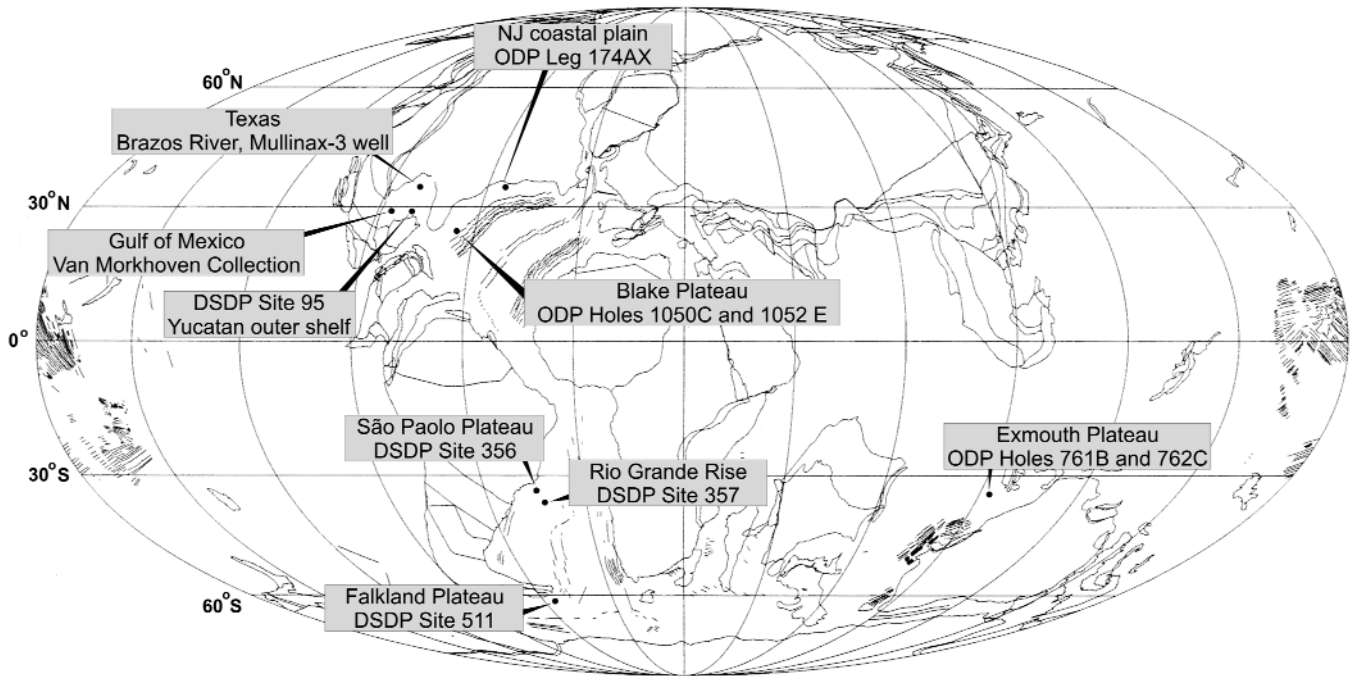 NJ coastal plain
ODP Leg 174AX
60°N
Texas
Brazos River, Mullinax-3 well
30°N
Gulf of Mexico
Van Morkhoven Collection
DSDP Site 95
Yucatan outer shelf
Blake Plateau
ODP Holes 1050C and 1052 E
0°
São Paolo Plateau
DSDP Site 356
Exmouth Plateau
ODP Holes 761B and 762C
Rio Grande Rise
DSDP Site 357
30°S
Falkland Plateau
DSDP Site 511
60°S